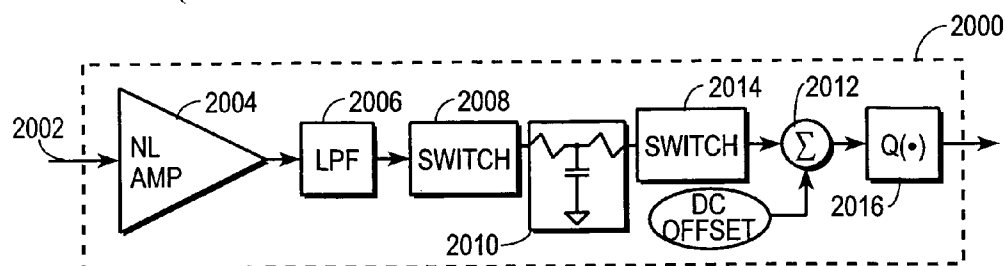 2000
2002
2004
NL
AMP
2006
LPF
2008
SWITCH
2010
2014
SWITCH
2012
Σ
DC
OFFSET
Q(•)
2016